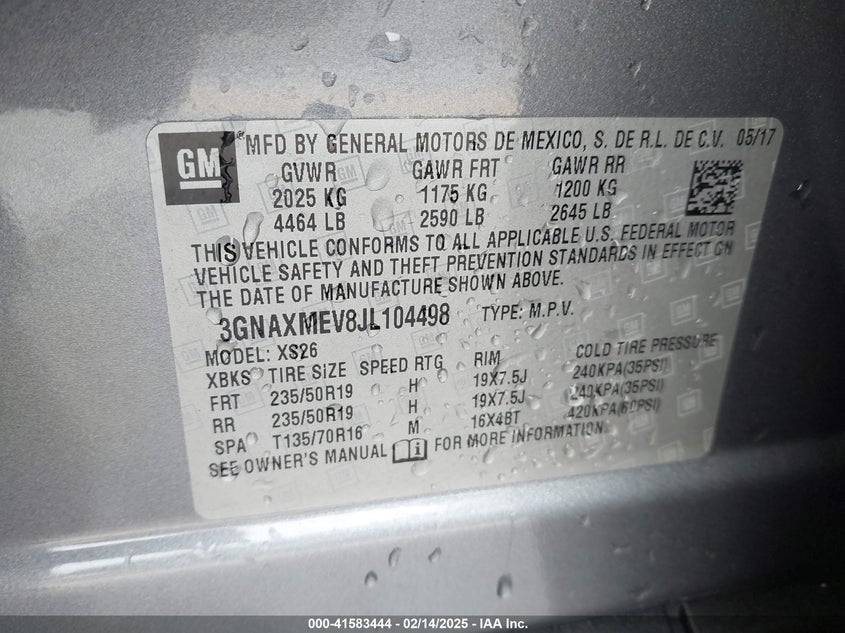 GM
®MFD BY GENERAL MOTORS DE MEXICO, S. DE R.L. DE C.V. 05/17
GVWR GAWR FRT GAWR RR
2025 KG 1175 KG 1200 KG
4464 LB 2590 LB 2645 LB
THIS VEHICLE CONFORMS TO ALL APPLICABLE U.S. FEDERAL MOTOR
VEHICLE SAFETY AND THEFT PREVENTION STANDARDS IN EFFECT ON
THE DATE OF MANUFACTURE SHOWN ABOVE.
3GNAXMEV8JL104498 TYPE: M.P.V.
MODEL: XS26
XBKS TIRE SIZE SPEED RTG RIM COLD TIRE PRESSURE
FRT 235/50R19 H 19X7.5J 240KPA(35PSI)
RR 235/50R19 H 19X7.5J 240KPA(35PSI)
SPA T135/70R16 M 16X4BT 420KPA(60PSI)
SEE OWNER'S MANUAL FOR MORE INFORMATION.
000-41583444 - 02/14/2025 - IAA Inc.